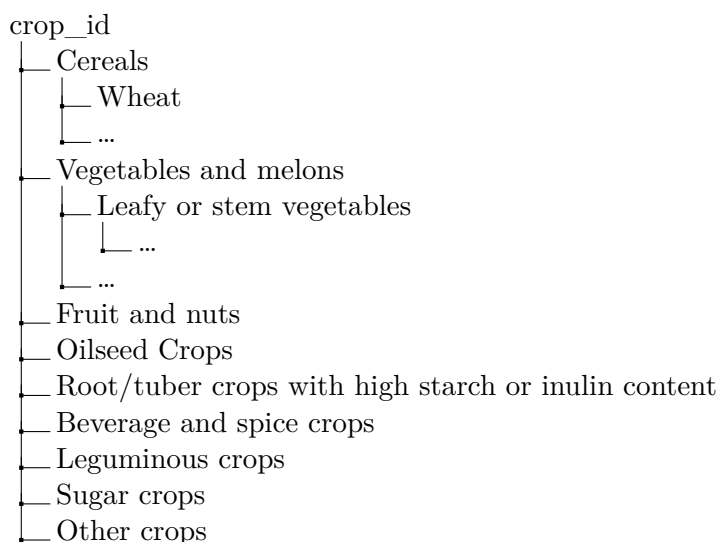 crop_id
Cereals
Wheat
...
Vegetables and melons
Leafy or stem vegetables
...
...
Fruit and nuts
Oilseed Crops
Root/tuber crops with high starch or inulin content
Beverage and spice crops
Leguminous crops
Sugar crops
Other crops